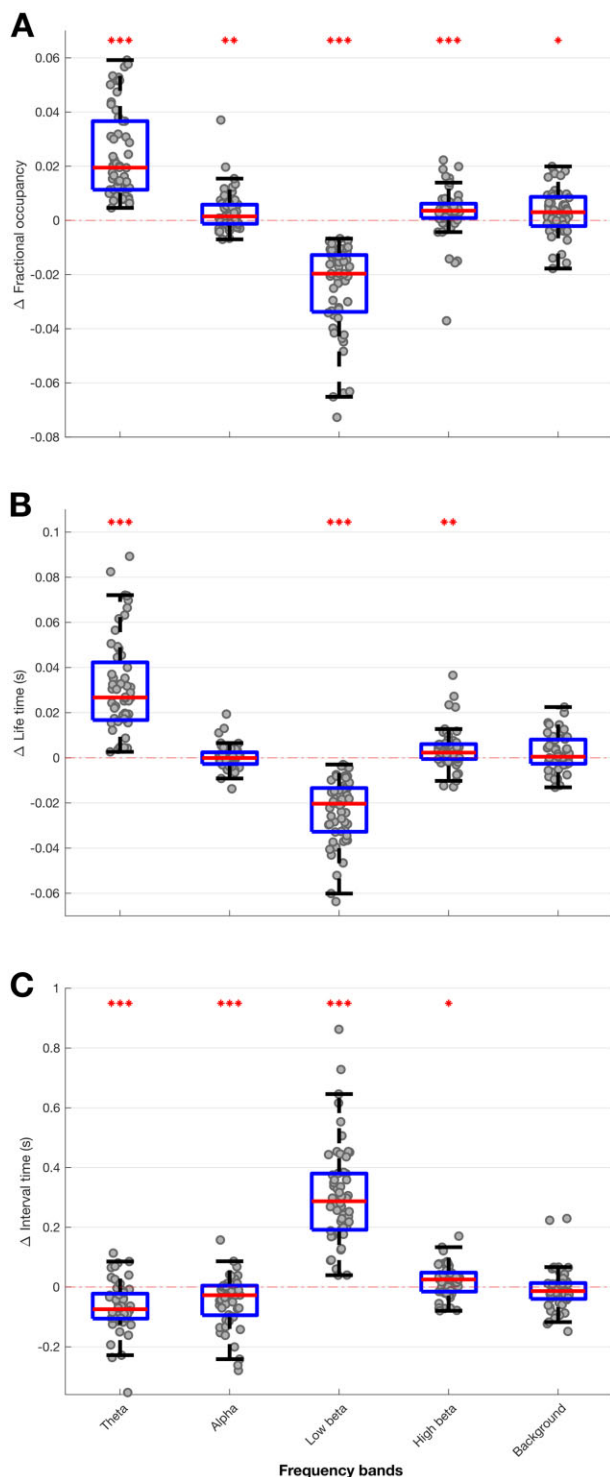 A
*** ** *** *** *
0.06
0.04
0.02
0
-0.02
-0.04
-0.06
-0.08
Δ Fractional occupancy
B
*** *** **
0.1
0.08
0.06
0.04
0.02
0
-0.02
-0.04
-0.06
Δ Life time (s)
C
*** *** *** *
1
0.8
0.6
0.4
0.2
0
-0.2
Δ Interval time (s)
Theta Alpha Low beta High beta Background
Frequency bands